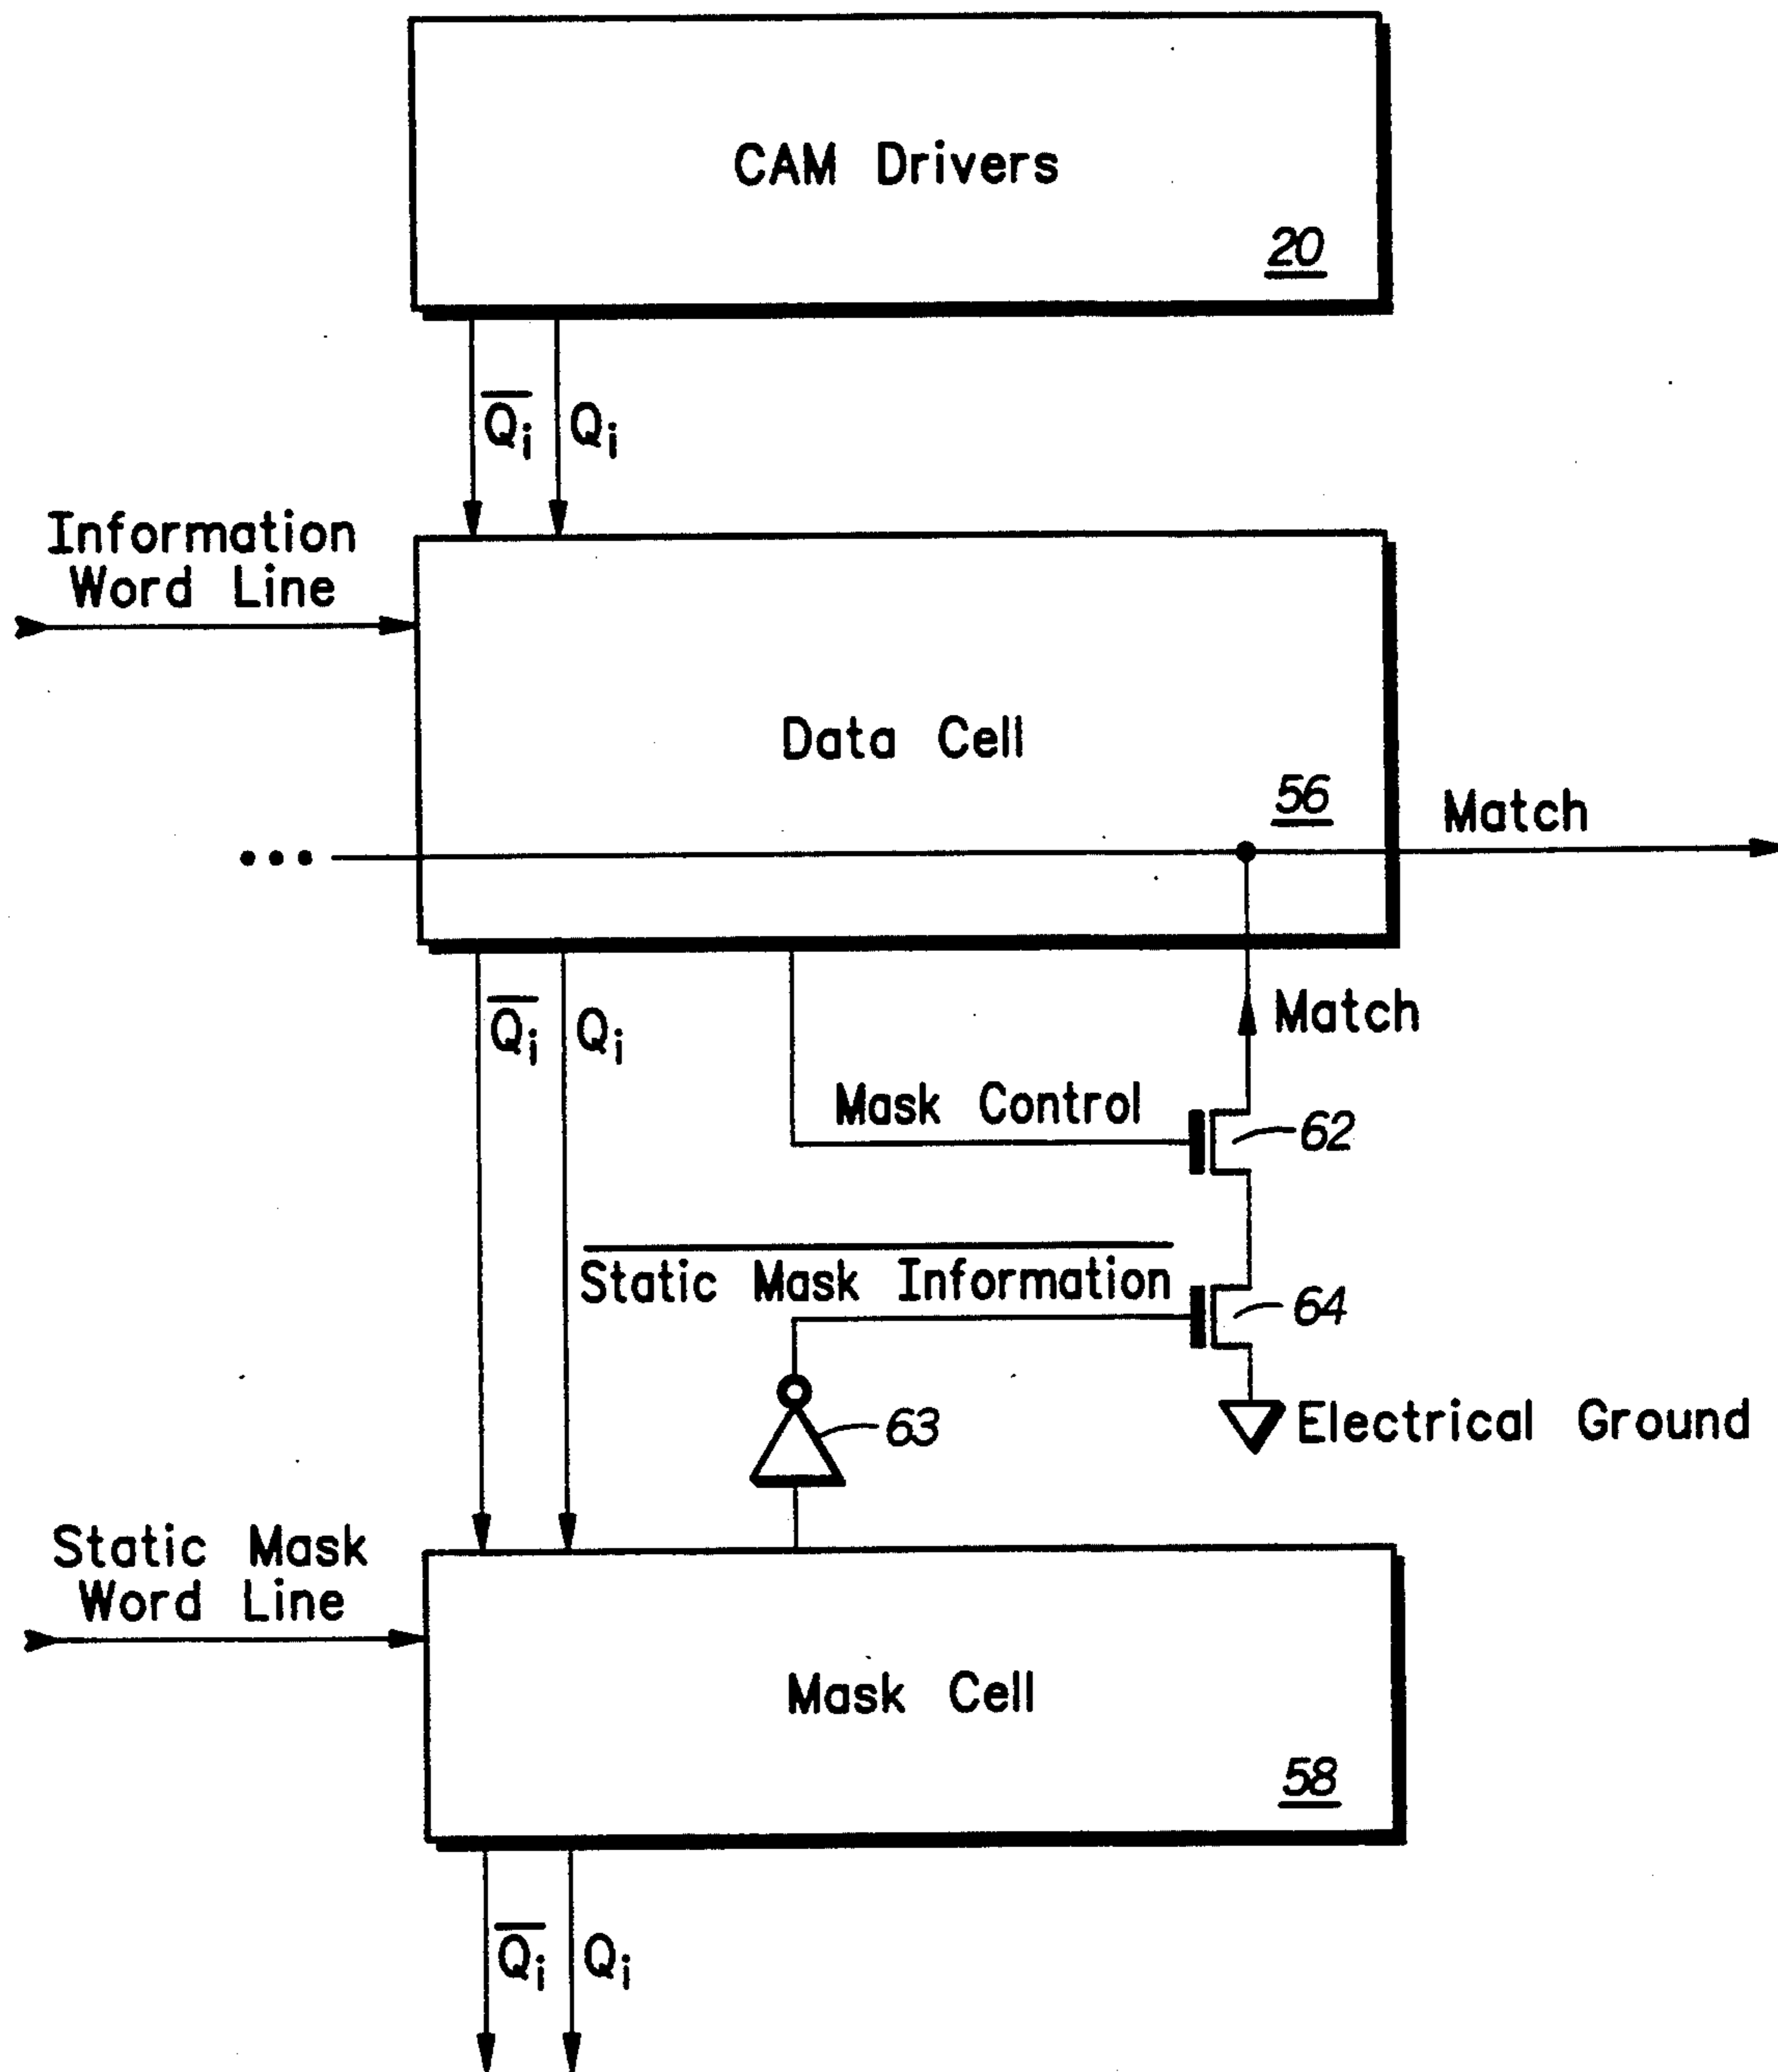 CAM Drivers
20
Q̅i Qi
Information
Word Line
Data Cell
56
Match
•••
Q̅i Qi
Match
Mask Control
62
Static Mask Information
64
63
Electrical Ground
Static Mask
Word Line
Mask Cell
58
Q̅i Qi